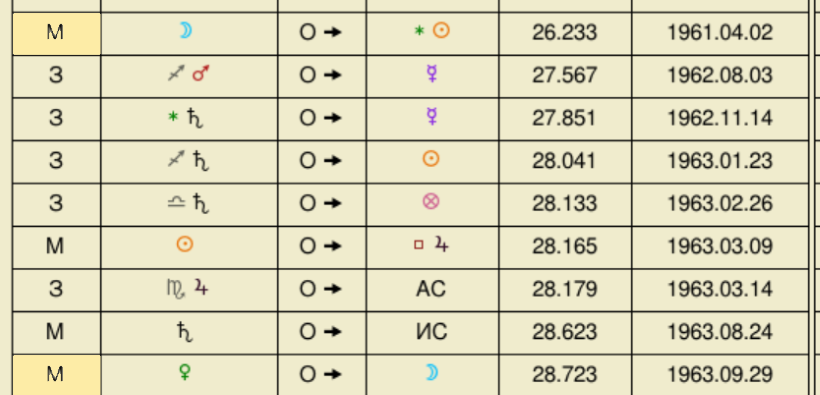 М ☽ O → ⚹ ☉ 26.233 1961.04.02
З ♐ ♂ O → ☿ 27.567 1962.08.03
З ⚹ ♄ O → ☿ 27.851 1962.11.14
З ♐ ♄ O → ☉ 28.041 1963.01.23
З ♎ ♄ O → ⊗ 28.133 1963.02.26
М ☉ O → □ ♃ 28.165 1963.03.09
З ♏ ♃ O → АС 28.179 1963.03.14
М ♄ O → ИС 28.623 1963.08.24
М ♀ O → ☽ 28.723 1963.09.29